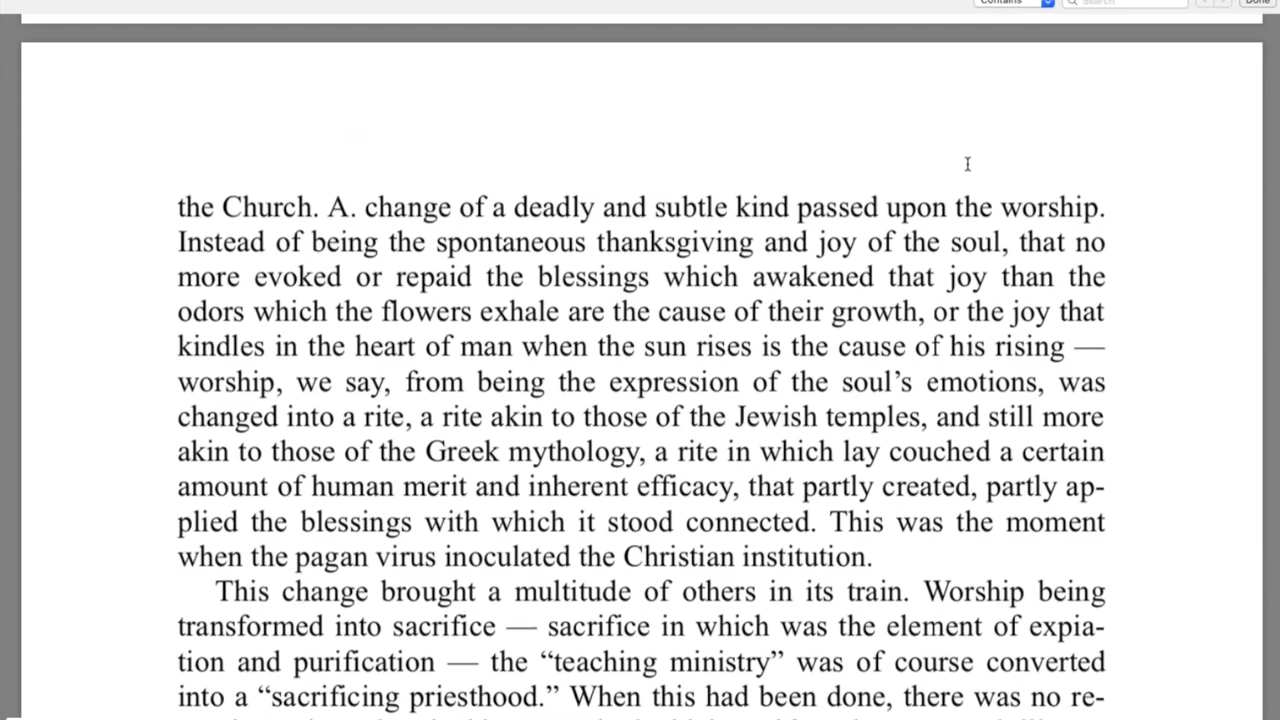 Contains
Search
Done
the Church. A. change of a deadly and subtle kind passed upon the worship.
Instead of being the spontaneous thanksgiving and joy of the soul, that no
more evoked or repaid the blessings which awakened that joy than the
odors which the flowers exhale are the cause of their growth, or the joy that
kindles in the heart of man when the sun rises is the cause of his rising —
worship, we say, from being the expression of the soul’s emotions, was
changed into a rite, a rite akin to those of the Jewish temples, and still more
akin to those of the Greek mythology, a rite in which lay couched a certain
amount of human merit and inherent efficacy, that partly created, partly ap-
plied the blessings with which it stood connected. This was the moment
when the pagan virus inoculated the Christian institution.
This change brought a multitude of others in its train. Worship being
transformed into sacrifice — sacrifice in which was the element of expia-
tion and purification — the “teaching ministry” was of course converted
into a “sacrificing priesthood.” When this had been done, there was no re-